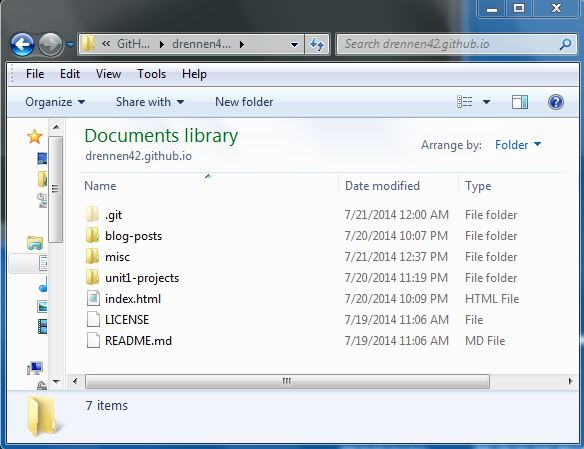 « GitH... drennen4... Search drennen42.github.io
File Edit View Tools Help
Organize Share with New folder
Documents library
drennen42.github.io
Arrange by: Folder
Name Date modified Type
.git 7/21/2014 12:00 AM File folder
blog-posts 7/20/2014 10:07 PM File folder
misc 7/21/2014 12:37 PM File folder
unit1-projects 7/20/2014 11:19 PM File folder
index.html 7/20/2014 10:09 PM HTML File
LICENSE 7/19/2014 11:06 AM File
README.md 7/19/2014 11:06 AM MD File
7 items